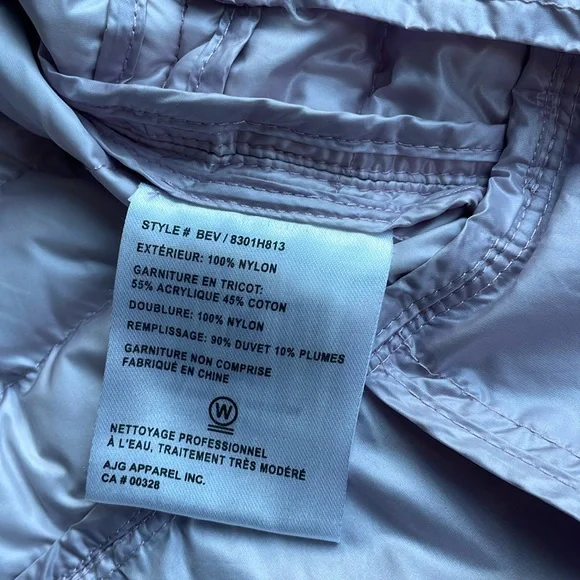 STYLE # BEV / 8301H813
EXTÉRIEUR: 100% NYLON
GARNITURE EN TRICOT:
55% ACRYLIQUE 45% COTON
DOUBLURE: 100% NYLON
REMPLISSAGE: 90% DUVET 10% PLUMES
GARNITURE NON COMPRISE
FABRIQUÉ EN CHINE
W
NETTOYAGE PROFESSIONNEL
À L'EAU, TRAITEMENT TRÈS MODÉRÉ
AJG APPAREL INC.
CA # 00328